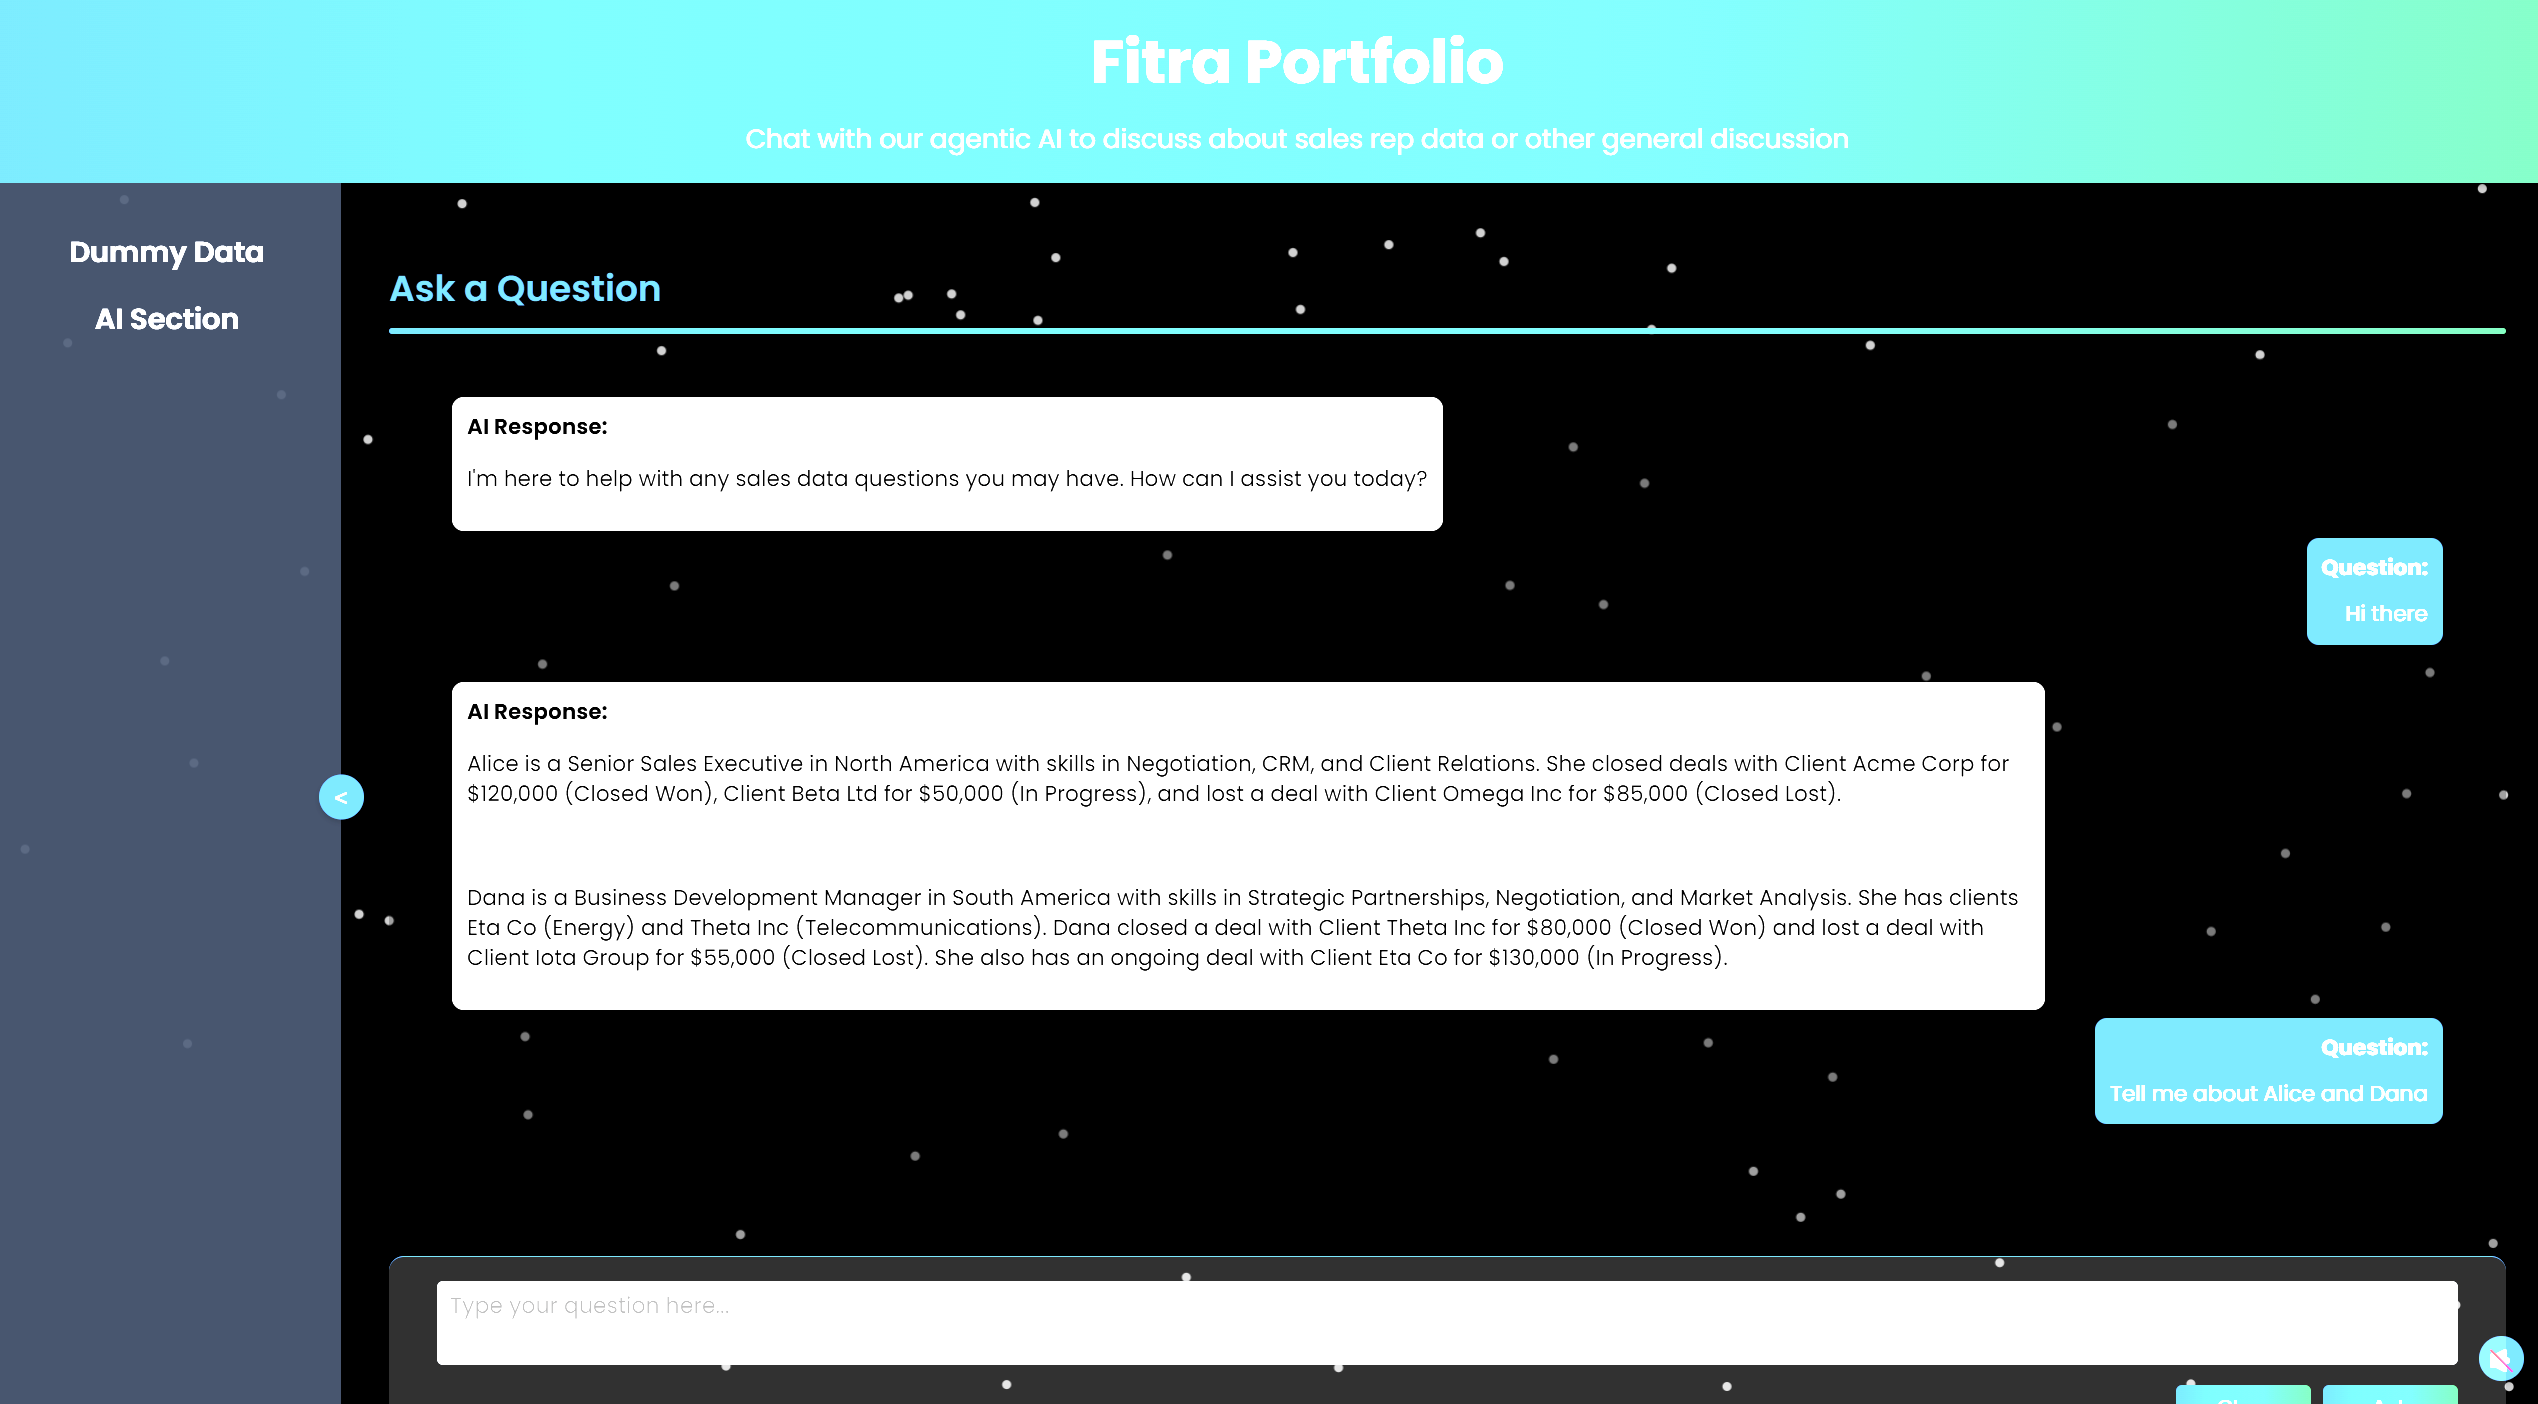 Fitra Portfolio
Chat with our agentic AI to discuss about sales rep data or other general discussion
Dummy Data
AI Section
Ask a Question
AI Response:
I'm here to help with any sales data questions you may have. How can I assist you today?
Question:
Hi there
AI Response:
Alice is a Senior Sales Executive in North America with skills in Negotiation, CRM, and Client Relations. She closed deals with Client Acme Corp for
$120,000 (Closed Won), Client Beta Ltd for $50,000 (In Progress), and lost a deal with Client Omega Inc for $85,000 (Closed Lost).
Dana is a Business Development Manager in South America with skills in Strategic Partnerships, Negotiation, and Market Analysis. She has clients
Eta Co (Energy) and Theta Inc (Telecommunications). Dana closed a deal with Client Theta Inc for $80,000 (Closed Won) and lost a deal with
Client Iota Group for $55,000 (Closed Lost). She also has an ongoing deal with Client Eta Co for $130,000 (In Progress).
<
Question:
Tell me about Alice and Dana
Type your question here...